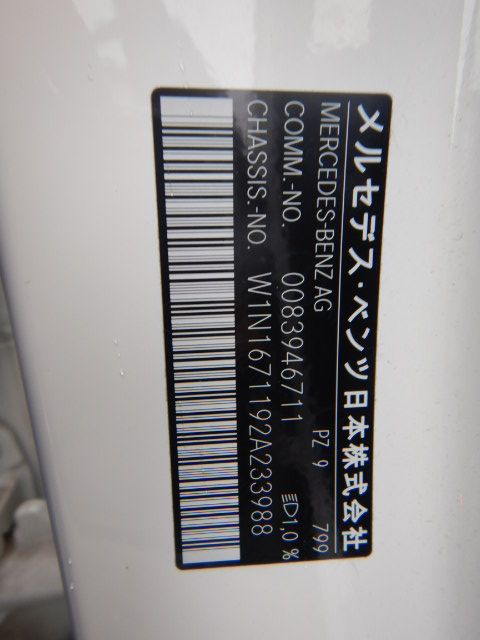 メルセデス・ベンツ日本株式会社
MERCEDES-BENZ AG PZ 9 799
COMM.-NO. 0083946711 1,0 %
CHASSIS.-NO. W1N1671192A233988